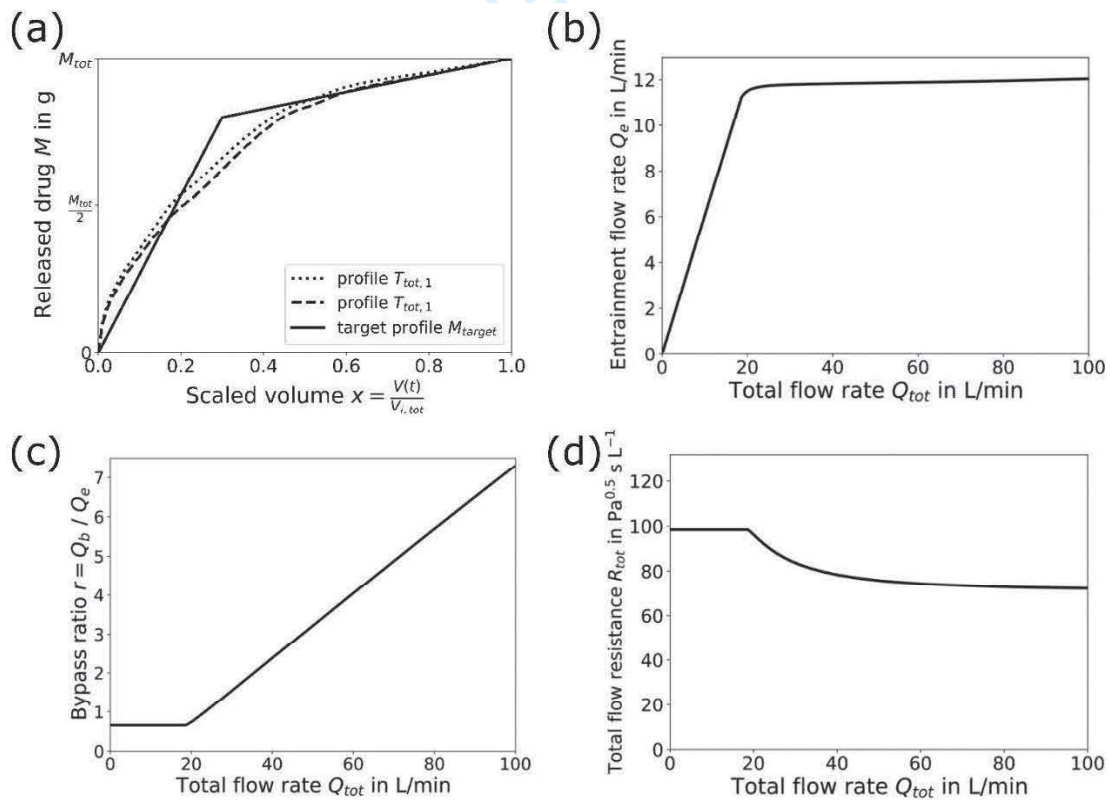 (a)
Released drug M in g
M_tot
M_tot/2
0
0.0 0.2 0.4 0.6 0.8 1.0
Scaled volume x = V(t)/V_i,tot
profile T_tot,1
profile T_tot,1
target profile M_target
(b)
Entrainment flow rate Q_e in L/min
12
10
8
6
4
2
0
0 20 40 60 80 100
Total flow rate Q_tot in L/min
(c)
Bypass ratio r = Q_b / Q_e
7
6
5
4
3
2
1
0
0 20 40 60 80 100
Total flow rate Q_tot in L/min
(d)
Total flow resistance R_tot in Pa^0.5 s L^−1
120
100
80
60
40
20
0
0 20 40 60 80 100
Total flow rate Q_tot in L/min